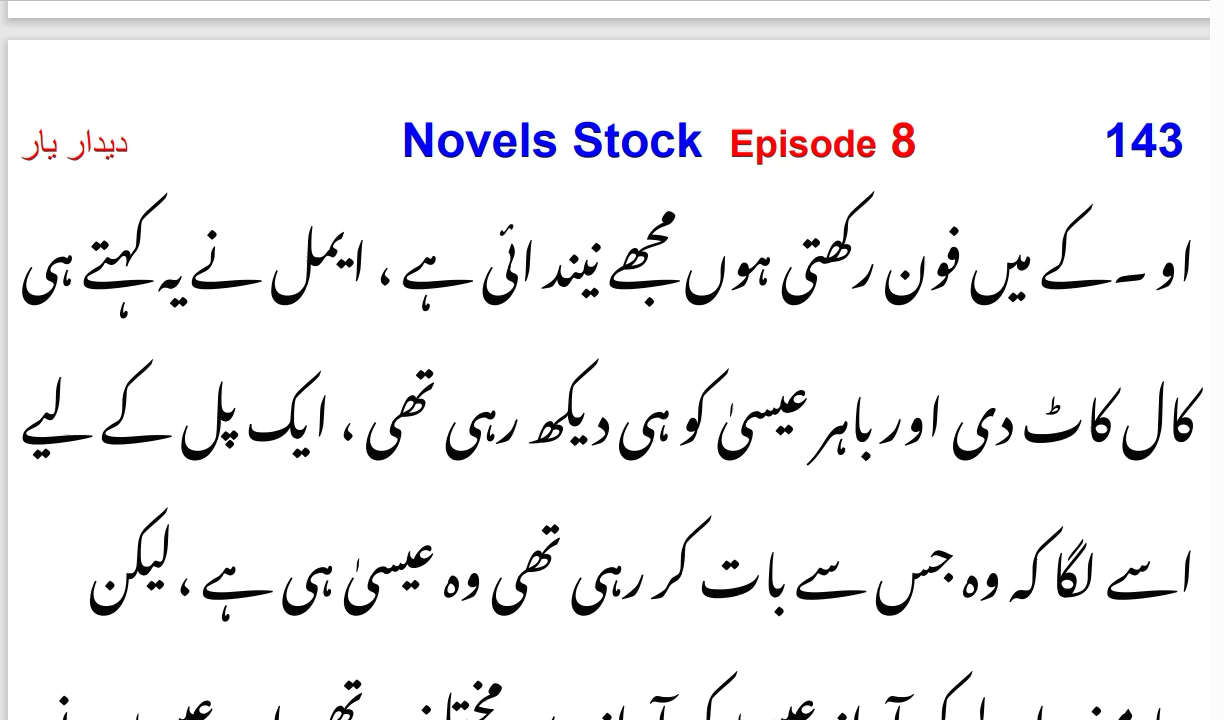 دیدار یار Novels Stock Episode 8 143
او ۔کے میں فون رکھتی ہوں مجھے نیند ائی ہے ، ایمل نے یہ کہتے ہی
کال کاٹ دی اور باہر عیسیٰ کو ہی دیکھ رہی تھی ، ایک پل کے لیے
اسے لگا کہ وہ جس سے بات کر رہی تھی وہ عیسیٰ ہی ہے ، لیکن